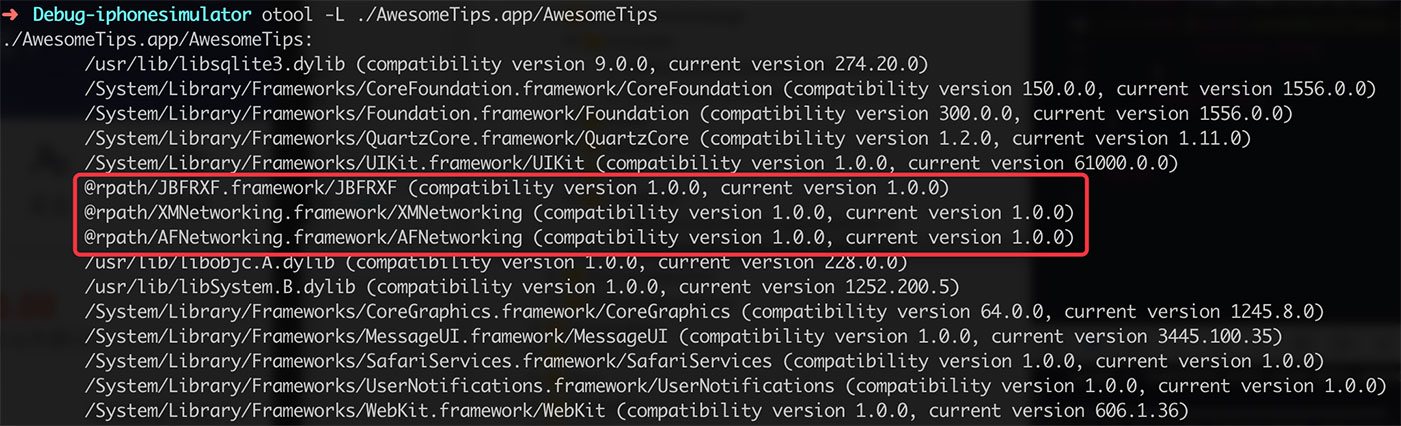 ➜ Debug-iphonesimulator otool -L ./AwesomeTips.app/AwesomeTips
./AwesomeTips.app/AwesomeTips:
/usr/lib/libsqlite3.dylib (compatibility version 9.0.0, current version 274.20.0)
/System/Library/Frameworks/CoreFoundation.framework/CoreFoundation (compatibility version 150.0.0, current version 1556.0.0)
/System/Library/Frameworks/Foundation.framework/Foundation (compatibility version 300.0.0, current version 1556.0.0)
/System/Library/Frameworks/QuartzCore.framework/QuartzCore (compatibility version 1.2.0, current version 1.11.0)
/System/Library/Frameworks/UIKit.framework/UIKit (compatibility version 1.0.0, current version 61000.0.0)
@rpath/JBFRXF.framework/JBFRXF (compatibility version 1.0.0, current version 1.0.0)
@rpath/XMNetworking.framework/XMNetworking (compatibility version 1.0.0, current version 1.0.0)
@rpath/AFNetworking.framework/AFNetworking (compatibility version 1.0.0, current version 1.0.0)
/usr/lib/libobjc.A.dylib (compatibility version 1.0.0, current version 228.0.0)
/usr/lib/libSystem.B.dylib (compatibility version 1.0.0, current version 1252.200.5)
/System/Library/Frameworks/CoreGraphics.framework/CoreGraphics (compatibility version 64.0.0, current version 1245.8.0)
/System/Library/Frameworks/MessageUI.framework/MessageUI (compatibility version 1.0.0, current version 3445.100.35)
/System/Library/Frameworks/SafariServices.framework/SafariServices (compatibility version 1.0.0, current version 1.0.0)
/System/Library/Frameworks/UserNotifications.framework/UserNotifications (compatibility version 1.0.0, current version 1.0.0)
/System/Library/Frameworks/WebKit.framework/WebKit (compatibility version 1.0.0, current version 606.1.36)